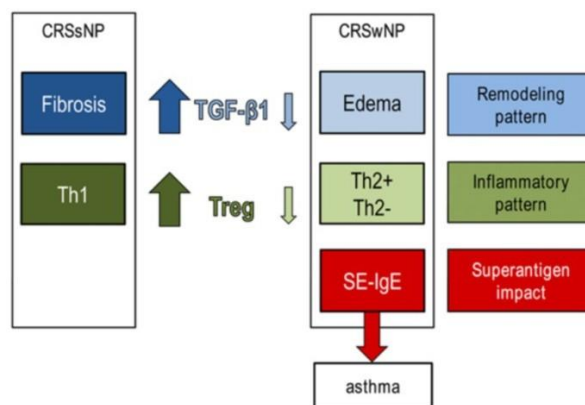 CRSsNP
CRSwNP
Fibrosis
TGF-β1
Edema
Remodeling
pattern
Th1
Treg
Th2+
Th2-
Inflammatory
pattern
SE-IgE
Superantigen
impact
asthma